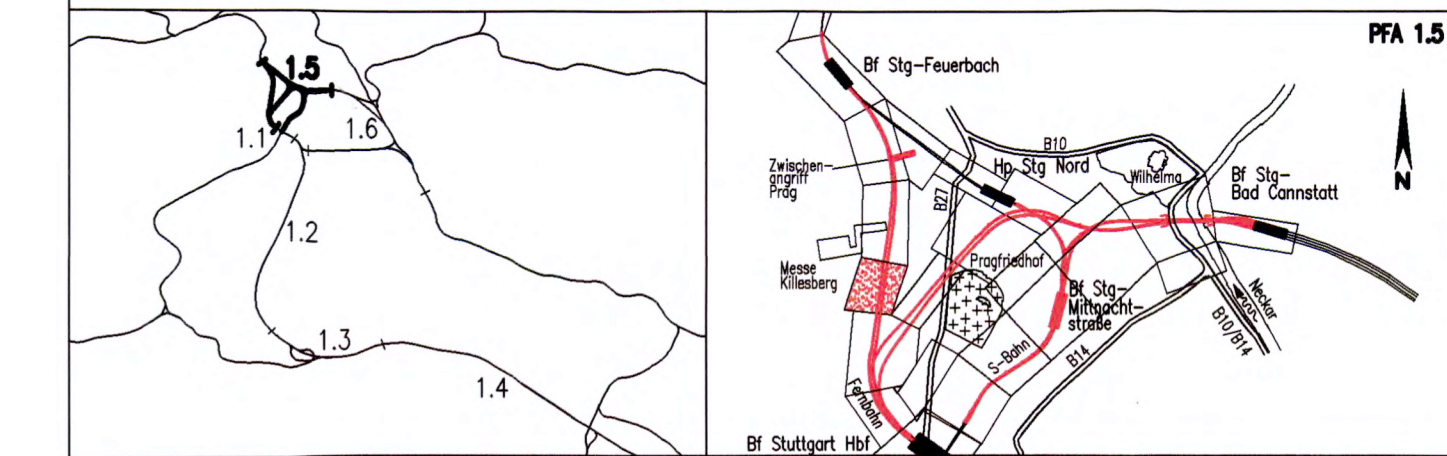 1.5
1.1
1.6
1.2
1.3
1.4
PFA 1.5
Bf Stg-Feuerbach
Zwischen-
angriff
Prag
B10
Hp Stg Nord
Wilhelma
Bf Stg-
Bad Cannstatt
N
B27
Messe
Killesberg
Pragfriedhof
Bf Stg-
Mittnacht-
straße
Neckar
B10/B14
S-Bahn
B14
Fernbahn
Bf Stuttgart Hbf